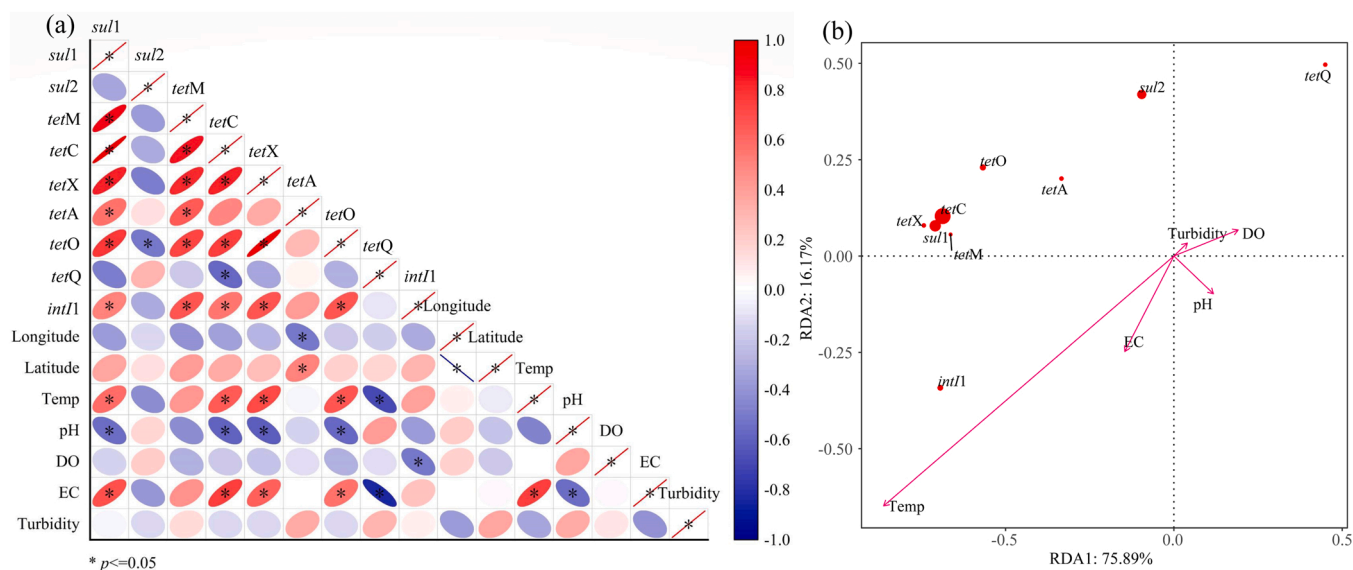 (a)
sul1
sul1 * sul2
sul2 * tetM
tetM * * tetC
tetC * * * tetX
tetX * * * * tetA
tetA * * * tetO
tetO * * * * * * tetQ
tetQ * * intI1
intI1 * * * * * * Longitude
Longitude * * Latitude
Latitude * * * Temp
Temp * * * * * * pH
pH * * * * * DO
DO * * EC
EC * * * * * * * * Turbidity
Turbidity *
* p<=0.05
1.0
0.8
0.6
0.4
0.2
0.0
-0.2
-0.4
-0.6
-0.8
-1.0
(b)
RDA2: 16.17%
0.50
0.25
0.00
-0.25
-0.50
tetQ
sul2
tetO
tetA
tetC
tetX
sul1
tetM
Turbidity
DO
pH
EC
intI1
Temp
-0.5
0.0
0.5
RDA1: 75.89%